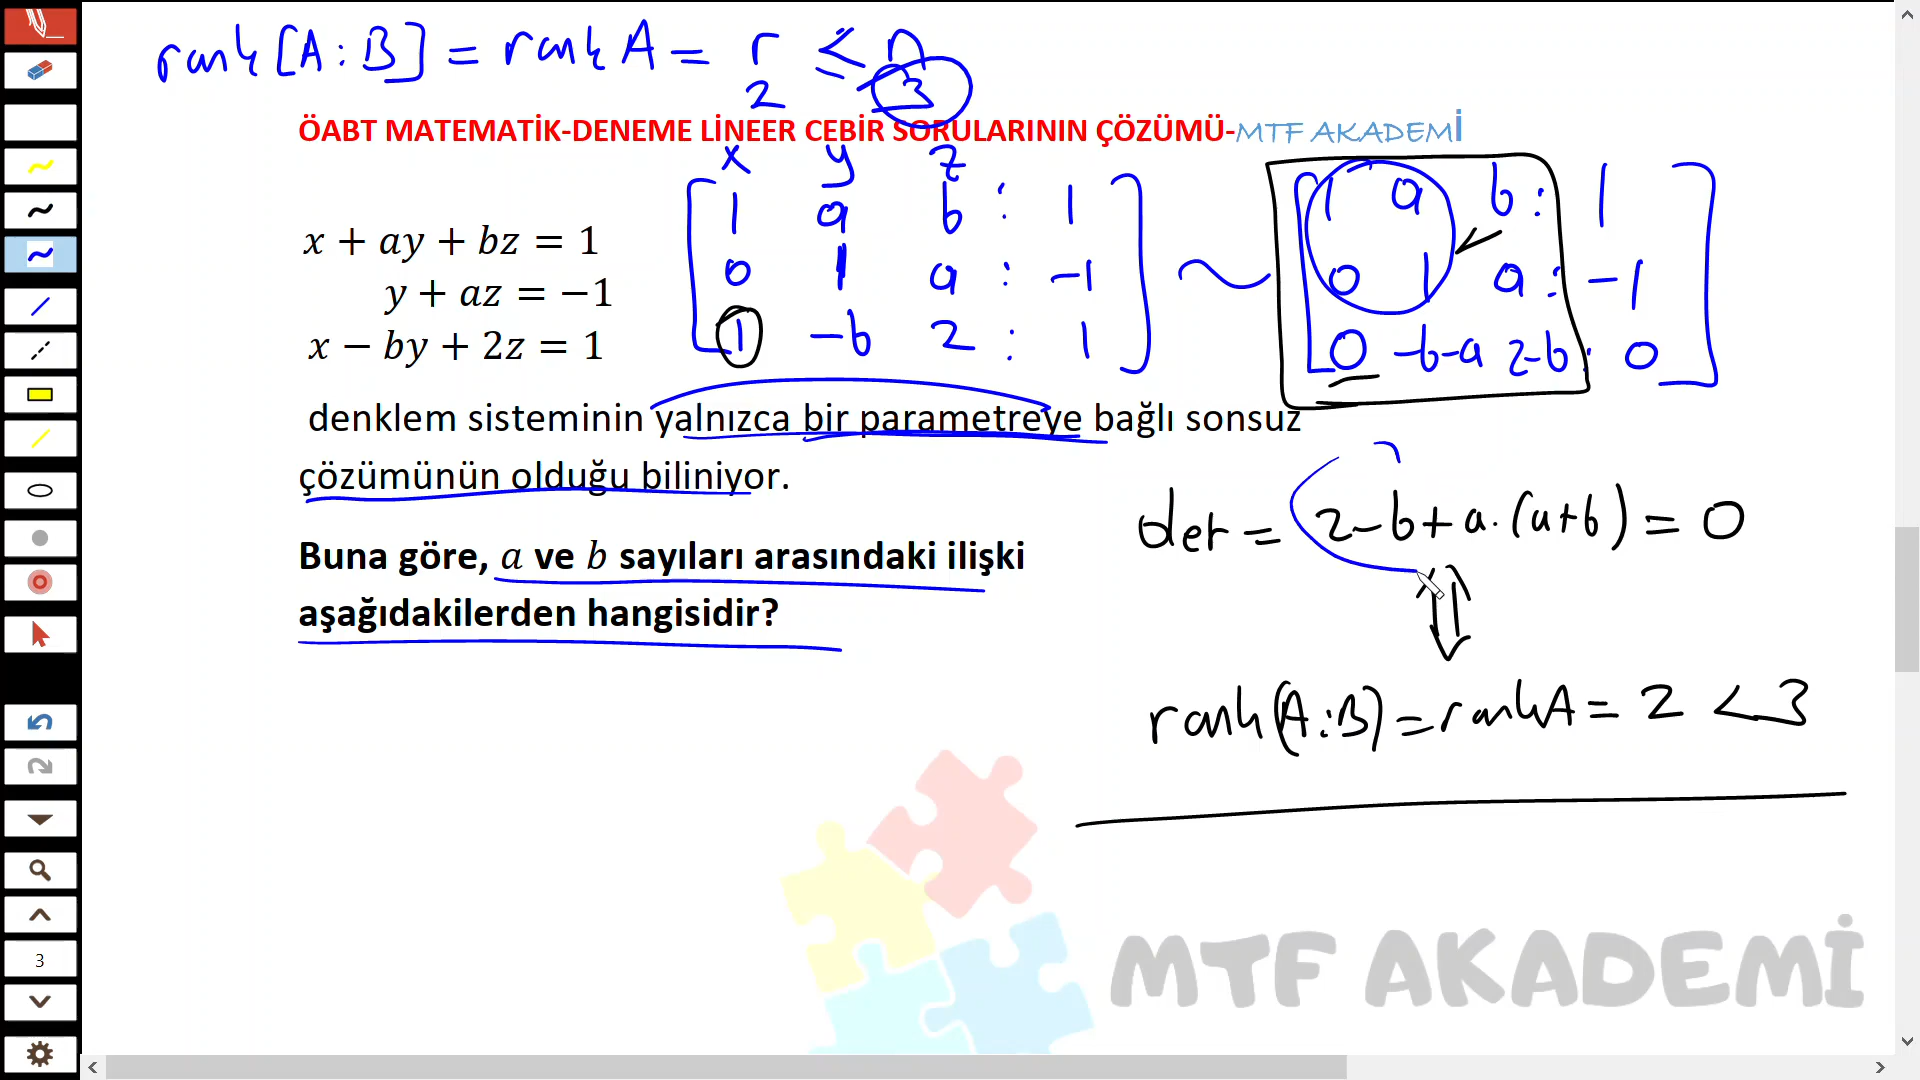 rank[A:B] = rank A = r ≤ n
2 3
ÖABT MATEMATİK-DENEME LİNEER CEBİR SORULARININ ÇÖZÜMÜ-MTF AKADEMİ
x y z
1 a b : 1
0 1 a : -1
1 -b 2 : 1
~
1 a b : 1
0 1 a : -1
0 -b-a 2-b : 0
x + ay + bz = 1
y + az = −1
x − by + 2z = 1
denklem sisteminin yalnızca bir parametreye bağlı sonsuz
çözümünün olduğu biliniyor.
Buna göre, a ve b sayıları arasındaki ilişki
aşağıdakilerden hangisidir?
det = 2-b+a.(a+b) = 0
rank(A:B) = rankA = 2 < 3
MTF AKADEMİ
3